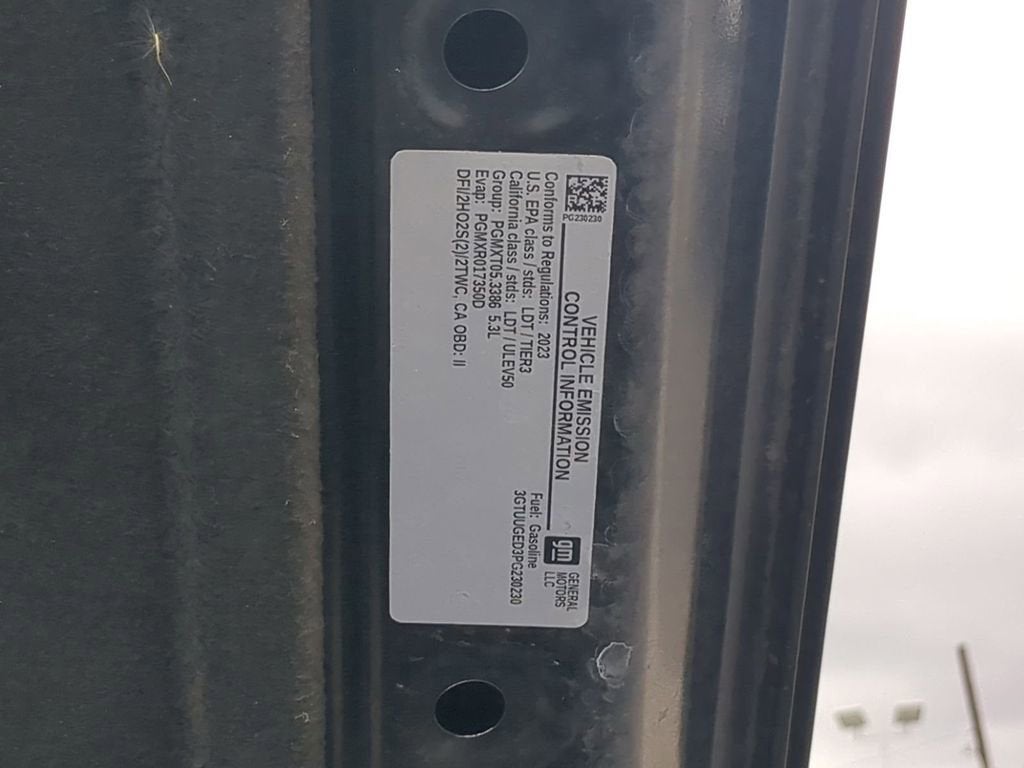 PG230230
VEHICLE EMISSION
CONTROL INFORMATION
gm
GENERAL
MOTORS
LLC
Conforms to Regulations: 2023
U.S. EPA class / stds: LDT / TIER3
California class / stds: LDT / ULEV50
Group: PGMXT05.3386 5.3L
Evap: PGMXR017350D
DFI/2HO2S(2)/2TWC, CA OBD: II
Fuel: Gasoline
3GTUUGED3PG230230